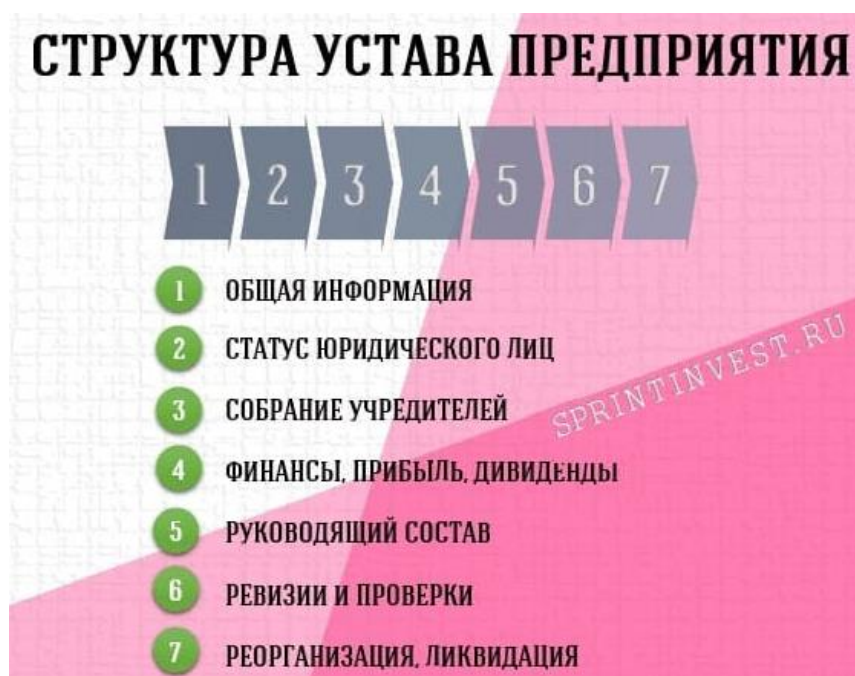 СТРУКТУРА УСТАВА ПРЕДПРИЯТИЯ
1 2 3 4 5 6 7
1 ОБЩАЯ ИНФОРМАЦИЯ
2 СТАТУС ЮРИДИЧЕСКОГО ЛИЦ
3 СОБРАНИЕ УЧРЕДИТЕЛЕЙ
SPRINTINVEST.RU
4 ФИНАНСЫ, ПРИБЫЛЬ, ДИВИДЕНДЫ
5 РУКОВОДЯЩИЙ СОСТАВ
6 РЕВИЗИИ И ПРОВЕРКИ
7 РЕОРГАНИЗАЦИЯ, ЛИКВИДАЦИЯ